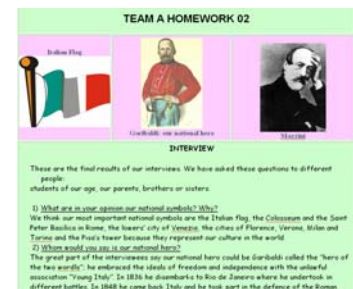 TEAM A HOMEWORK 02
Italian Flag
Garibaldi: our national hero
Mazzini
INTERVIEW
These are the final results of our interviews. We have asked these questions to different
people:
students of our age, our parents, brothers or sisters.
1) What are in your opinion our national symbols? Why?
We think our most important national symbols are the Italian flag, the Colosseum and the Saint
Peter Basilica in Rome, the lowers' city of Venezia, the cities of Florence, Verona, Milan and
Torino and the Pisa's tower because they represent our culture in the world.
2) Whom would you say is our national hero?
The great part of the interviewees say our national hero could be Garibaldi called the "hero of
the two wordls": he embraced the ideals of freedom and independence with the unlawful
association "Young Italy". In 1836 he disembarks to Rio de Janeiro where he undertook in
different battles. In 1848 he came back Italy and he took part in the defence of the Roman